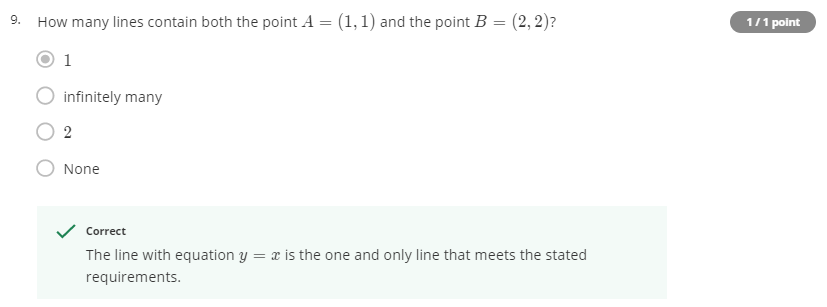 9. How many lines contain both the point A = (1, 1) and the point B = (2, 2)?
1 / 1 point
1
infinitely many
2
None
Correct
The line with equation y = x is the one and only line that meets the stated
requirements.